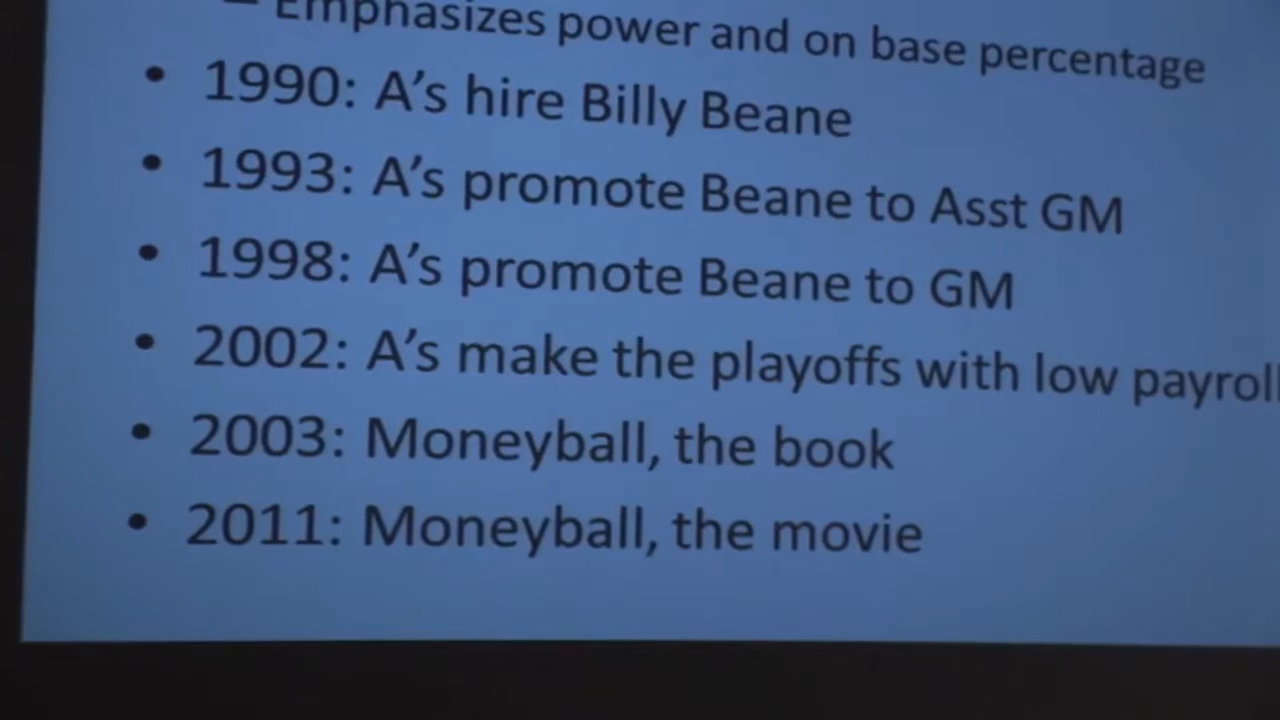 – Emphasizes power and on base percentage
• 1990: A’s hire Billy Beane
• 1993: A’s promote Beane to Asst GM
• 1998: A’s promote Beane to GM
• 2002: A’s make the playoffs with low payroll
• 2003: Moneyball, the book
• 2011: Moneyball, the movie